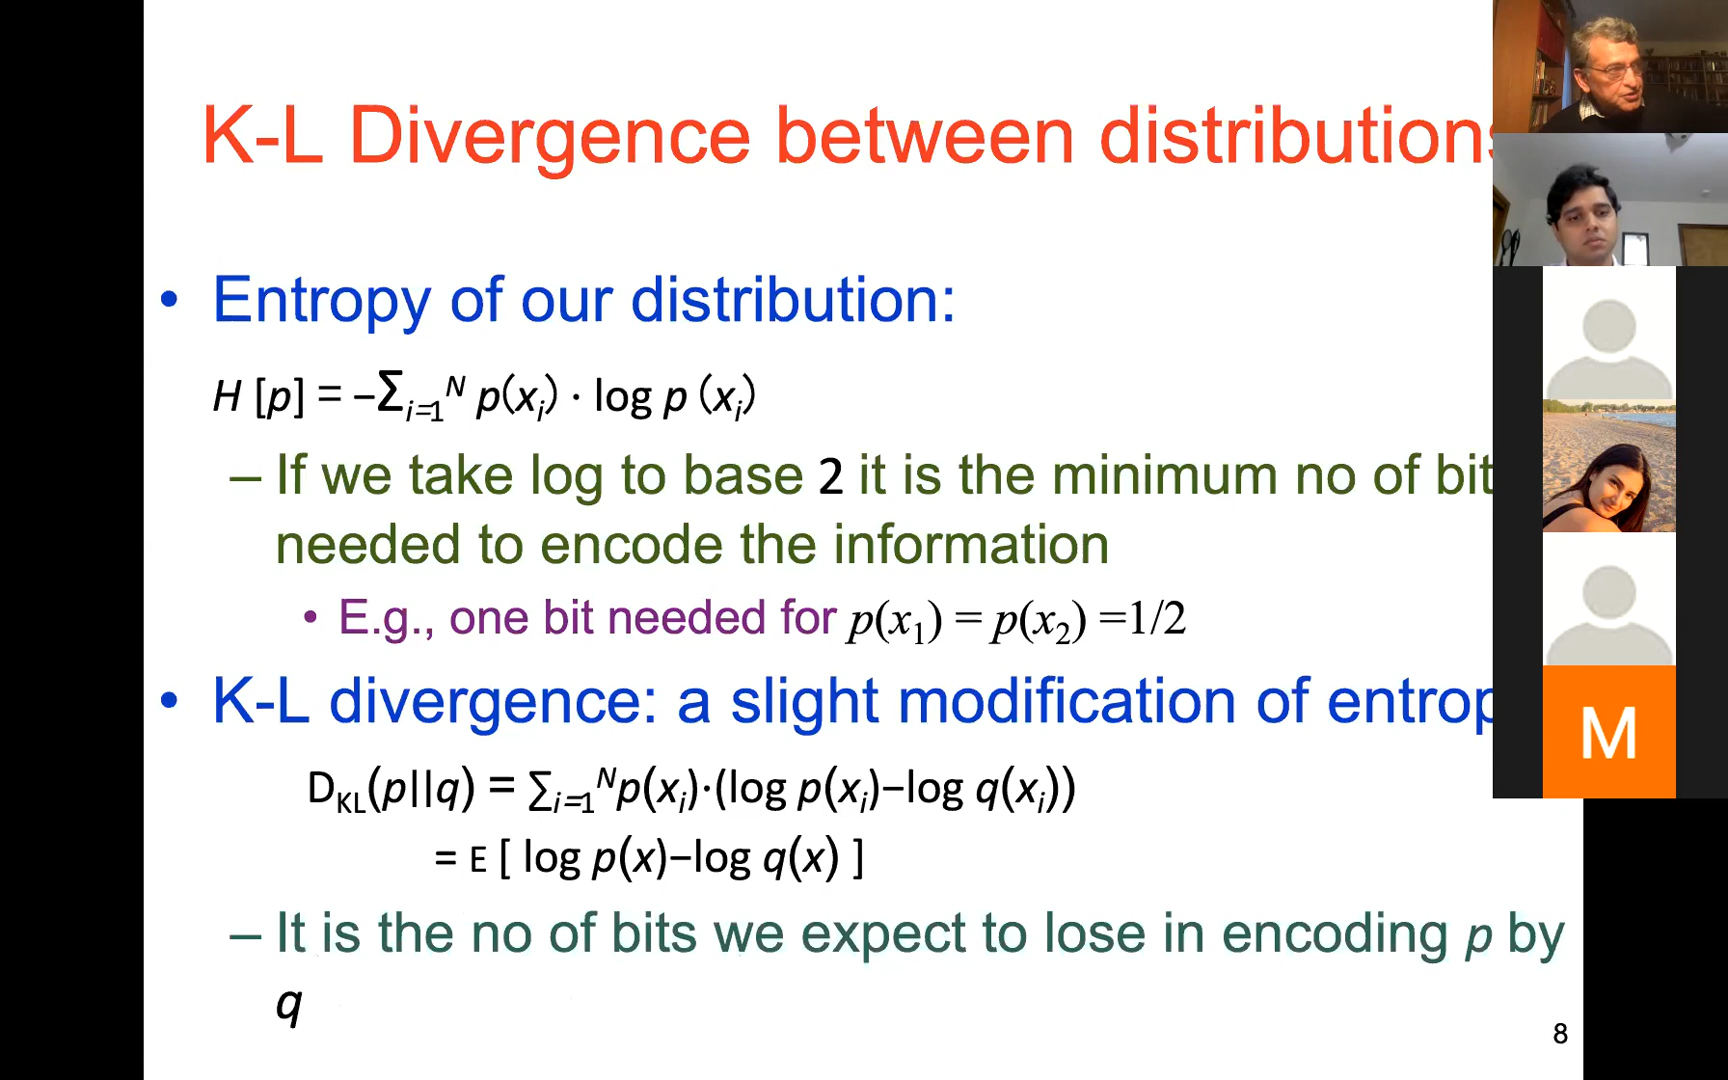 K-L Divergence between distributions
• Entropy of our distribution:
H [p] = –Σᵢ₌₁ᴺ p(xᵢ) · log p (xᵢ)
– If we take log to base 2 it is the minimum no of bit
needed to encode the information
• E.g., one bit needed for p(x₁) = p(x₂) =1/2
• K-L divergence: a slight modification of entrop
D_KL(p||q) = ∑ᵢ₌₁ᴺp(xᵢ)·(log p(xᵢ)–log q(xᵢ))
= E [ log p(x)–log q(x) ]
– It is the no of bits we expect to lose in encoding p by
q
8
M